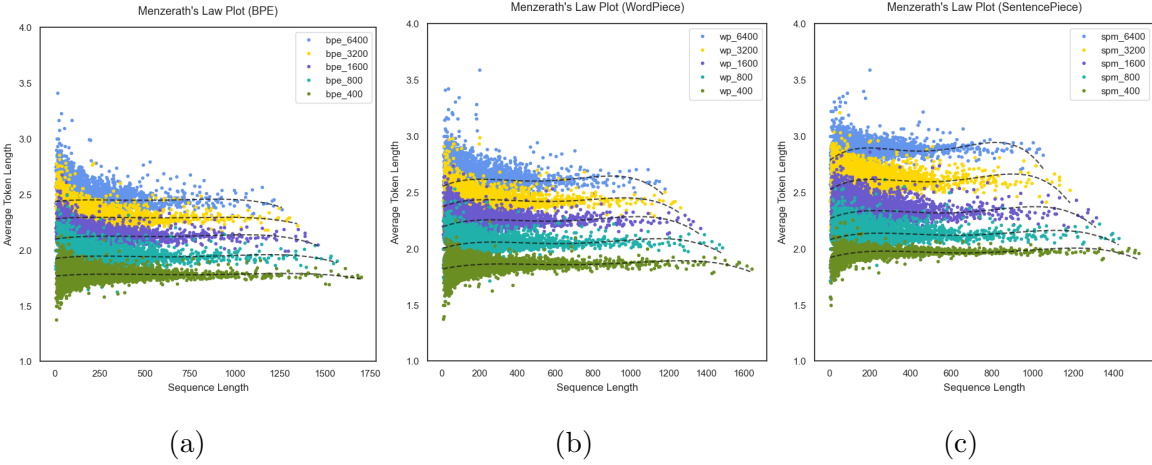 Menzerath's Law Plot (BPE)
4.0
3.5
3.0
2.5
2.0
1.5
1.0
Average Token Length
bpe_6400
bpe_3200
bpe_1600
bpe_800
bpe_400
0 250 500 750 1000 1250 1500 1750
Sequence Length
(a)
Menzerath's Law Plot (WordPiece)
4.0
3.5
3.0
2.5
2.0
1.5
1.0
Average Token Length
wp_6400
wp_3200
wp_1600
wp_800
wp_400
0 200 400 600 800 1000 1200 1400 1600
Sequence Length
(b)
Menzerath's Law Plot (SentencePiece)
4.0
3.5
3.0
2.5
2.0
1.5
1.0
Average Token Length
spm_6400
spm_3200
spm_1600
spm_800
spm_400
0 200 400 600 800 1000 1200 1400
Sequence Length
(c)